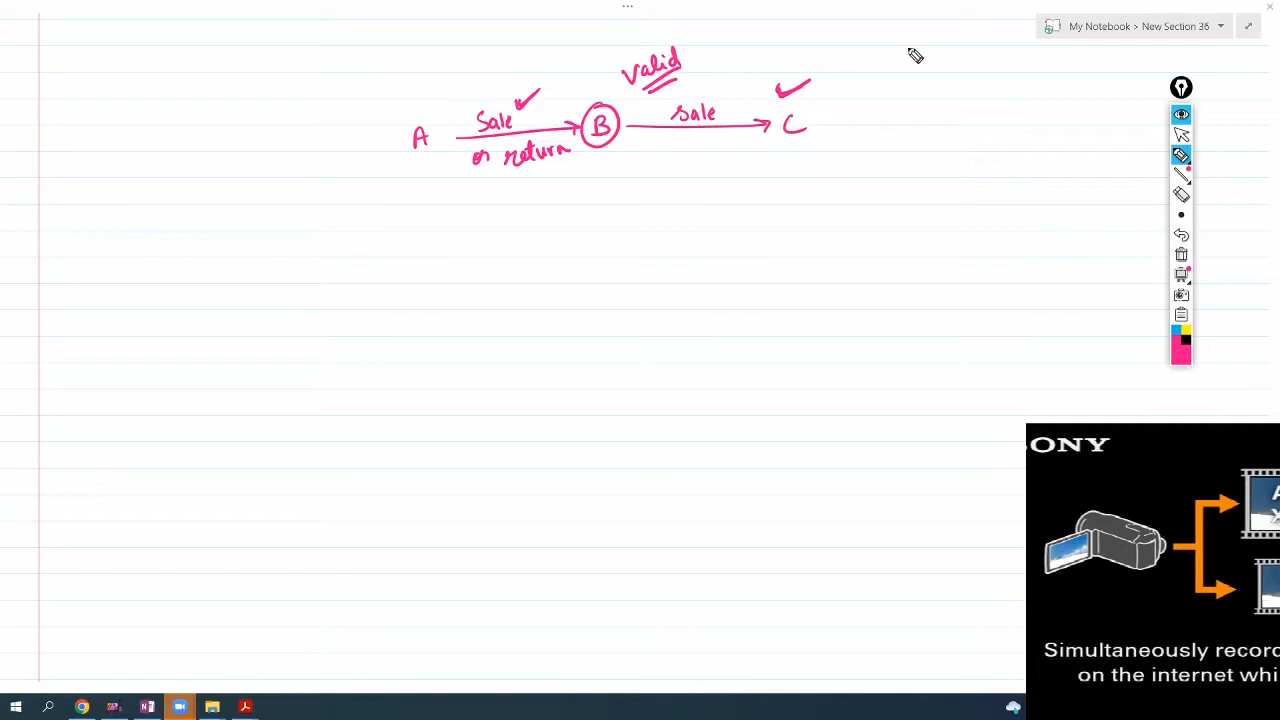 My Notebook > New Section 36
valid
A Sale B sale C
or return
ONY
A
X
Simultaneously record
on the internet whi